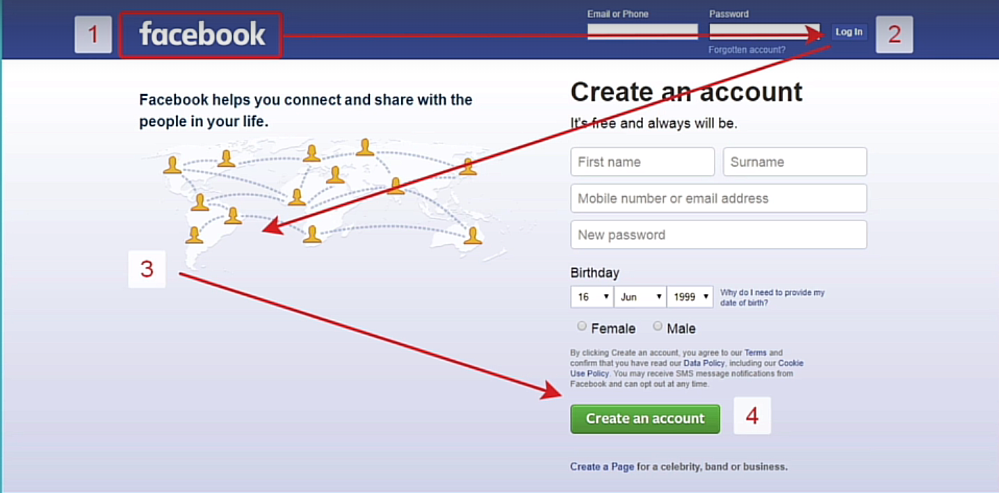 1
facebook
Email or Phone
Password
Log In
2
Forgotten account?
Facebook helps you connect and share with the
people in your life.
Create an account
It's free and always will be.
First name
Surname
Mobile number or email address
New password
3
Birthday
16 Jun 1999
Why do I need to provide my
date of birth?
Female Male
By clicking Create an account, you agree to our Terms and
confirm that you have read our Data Policy, including our Cookie
Use Policy. You may receive SMS message notifications from
Facebook and can opt out at any time.
Create an account
4
Create a Page for a celebrity, band or business.